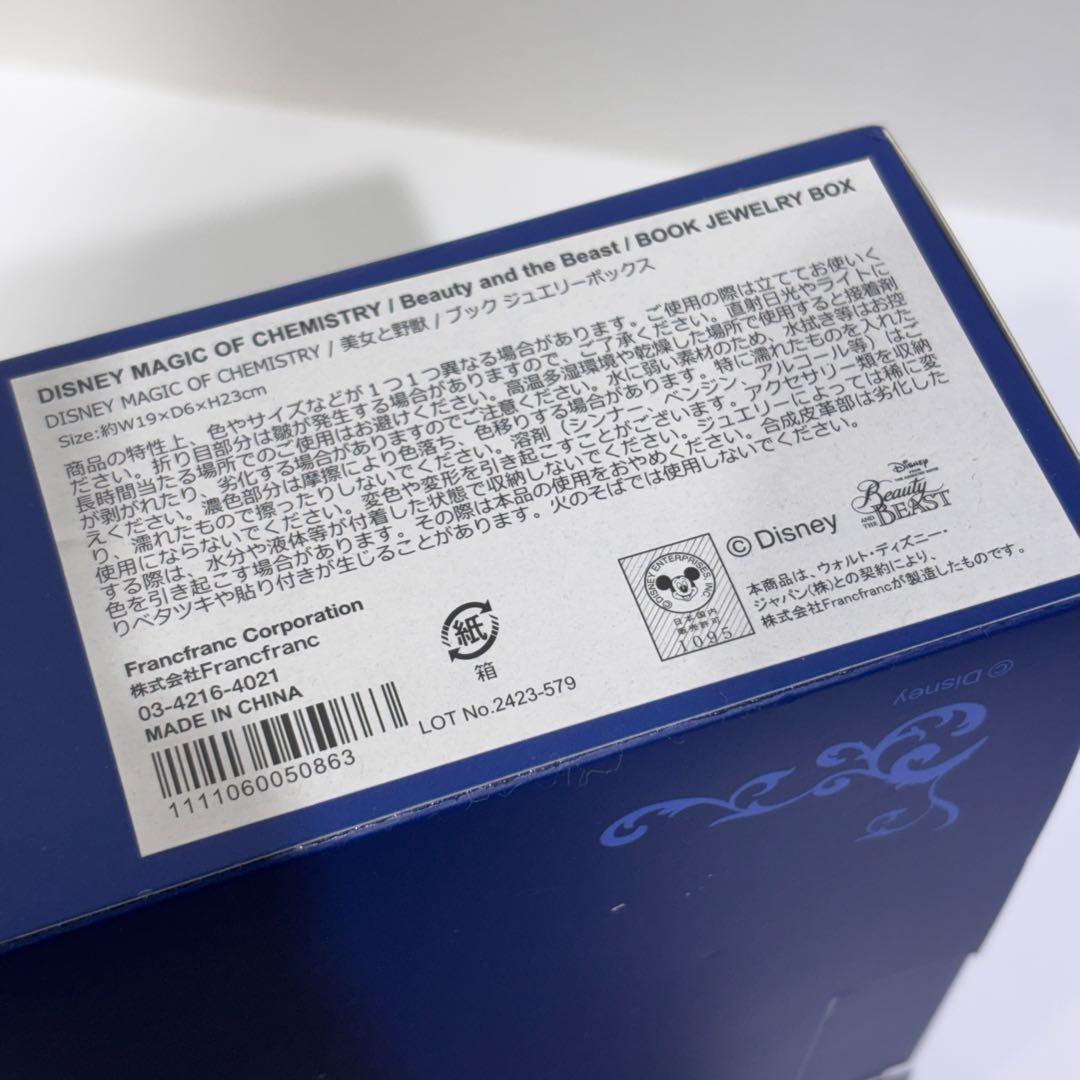 DISNEY MAGIC OF CHEMISTRY / Beauty and the Beast / BOOK JEWELRY BOX
DISNEY MAGIC OF CHEMISTRY / 美女と野獣 / ブック ジュエリーボックス
Size:約W19×D6×H23cm
商品の特性上、色やサイズなどが1つ1つ異なる場合があります。ご使用の際は立ててお使いく
ださい。折り目部分は皺が発生する場合がありますので、ご了承ください。直射日光やライトに
長時間当たる場所でのご使用はお避けください。高温多湿環境や乾燥した場所で使用すると接着剤
が剥がれたり、劣化する場合がありますのでご注意ください。水に弱い素材のため、水拭き等はお控
えください。濃色部分は摩擦により色落ち、色移りする場合があります。特に濡れたものを入れた
り、濡れたもので擦ったりしないでください。溶剤（シンナー、ベンジン、アルコール等）はご
使用にならないでください。変色や変形を引き起こすことがございます。アクセサリー類を収納
する際は、水分や液体等が付着した状態で収納しないでください。ジュエリーによっては稀に変
色を引き起こす場合があります。その際は本品の使用をおやめください。合成皮革部は劣化した
りベタツキや貼り付きが生じることがあります。火のそばでは使用しないでください。
Disney
Beauty
AND THE BEAST
Francfranc Corporation
株式会社Francfranc
03-4216-4021
MADE IN CHINA
1111060050863
紙
箱
LOT No.2423-579
©DISNEY ENTERPRISES, INC
日本国内
販売許可
1095
© Disney
本商品は、ウォルト・ディズニー・
ジャパン(株)との契約により、
株式会社Francfrancが製造したものです。
© Disney